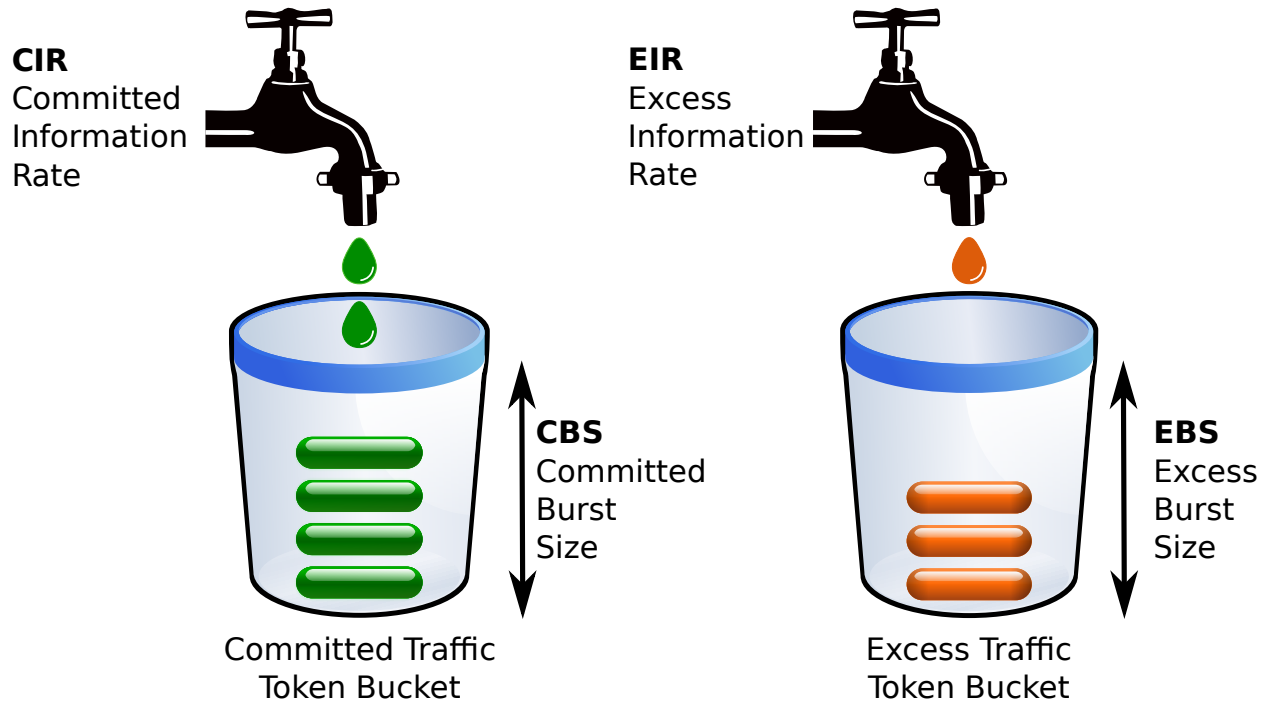 CIR
Committed
Information
Rate
EIR
Excess
Information
Rate
CBS
Committed
Burst
Size
EBS
Excess
Burst
Size
Committed Traffic
Token Bucket
Excess Traffic
Token Bucket